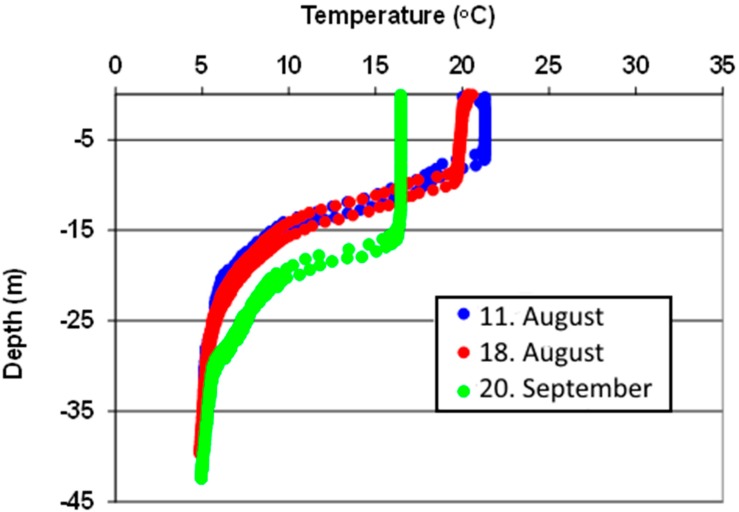 Temperature (°C)
0 5 10 15 20 25 30 35
-5
-15
-25
-35
-45
Depth (m)
11. August
18. August
20. September